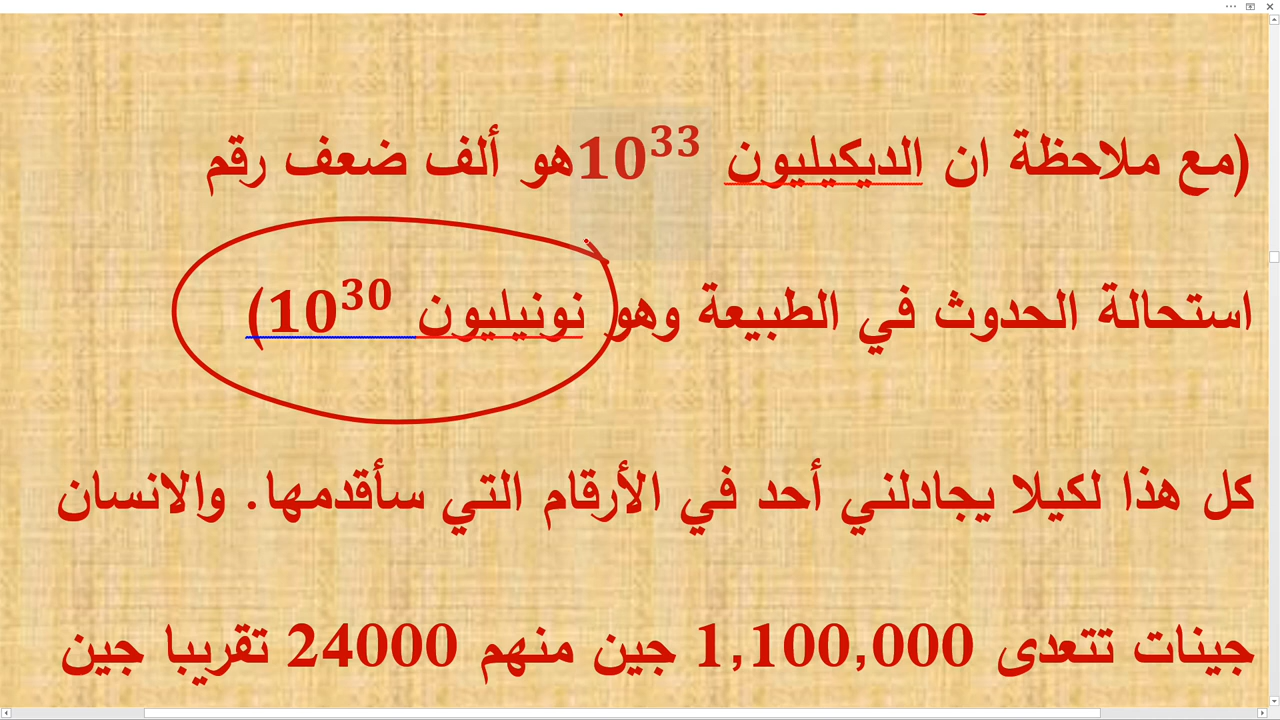 (مع ملاحظة ان الديكيليون 10³³هو ألف ضعف رقم
استحالة الحدوث في الطبيعة وهو نونيليون 10³⁰)
كل هذا لكيلا يجادلني أحد في الأرقام التي سأقدمها. والانسان
جينات تتعدى 1,100,000 جين منهم 24000 تقريبا جين